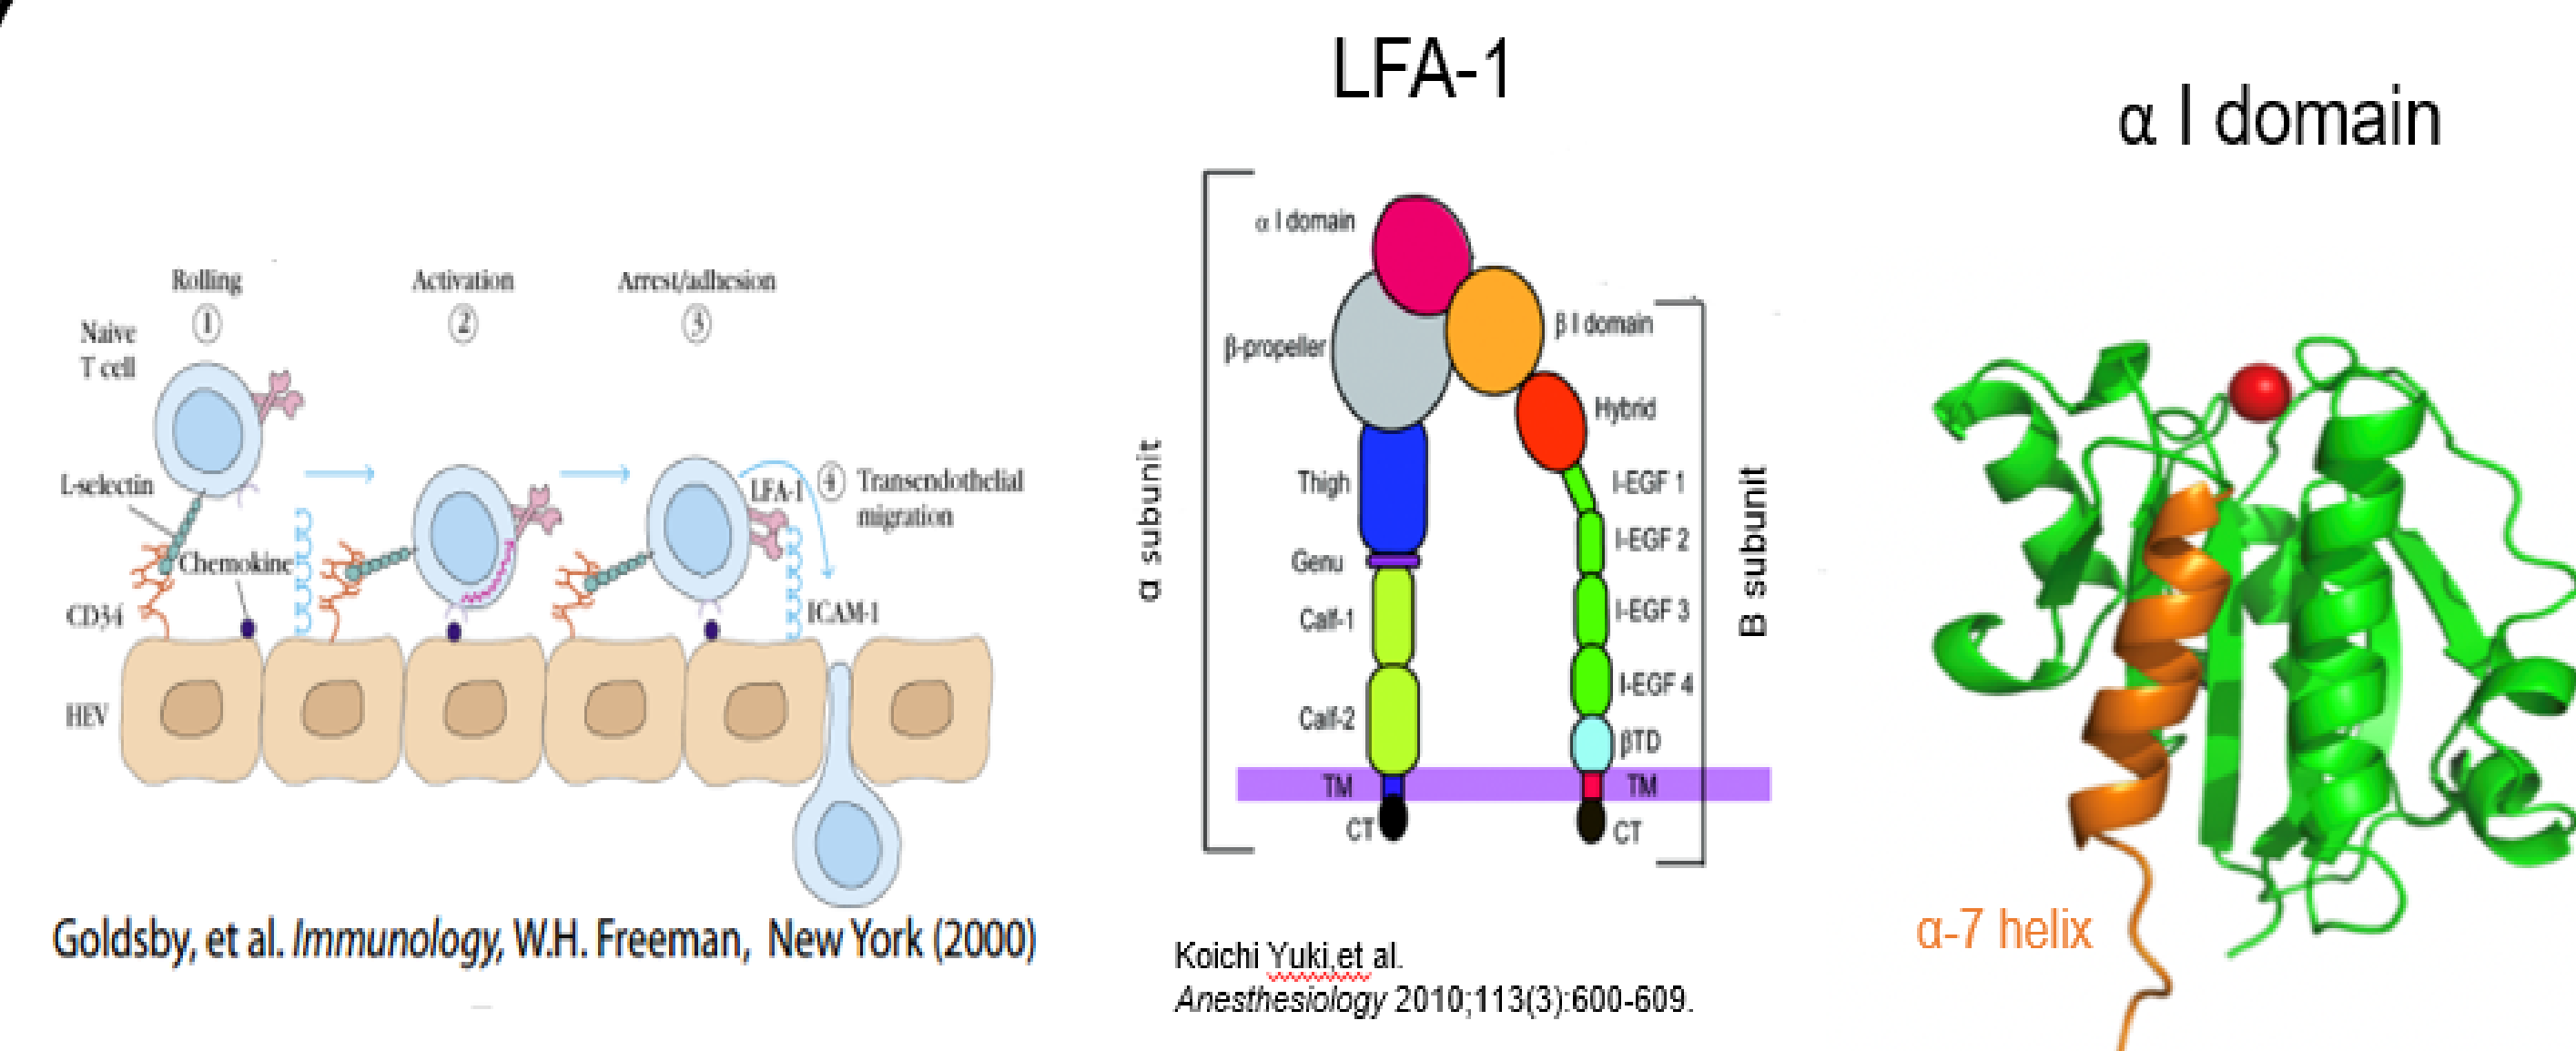 LFA-1
α I domain
Rolling
Activation
Arrest/adhesion
1
2
3
Naive
T cell
L-selectin
Chemokine
CD34
HEV
LFA-1
4 Transendothelial
migration
ICAM-1
Goldsby, et al. Immunology, W.H. Freeman, New York (2000)
α subunit
α I domain
β-propeller
Thigh
Genu
Calf-1
Calf-2
TM
CT
β I domain
Hybrid
I-EGF 1
I-EGF 2
I-EGF 3
I-EGF 4
βTD
TM
CT
B subunit
Koichi Yuki,et al.
Anesthesiology 2010;113(3):600-609.
α-7 helix